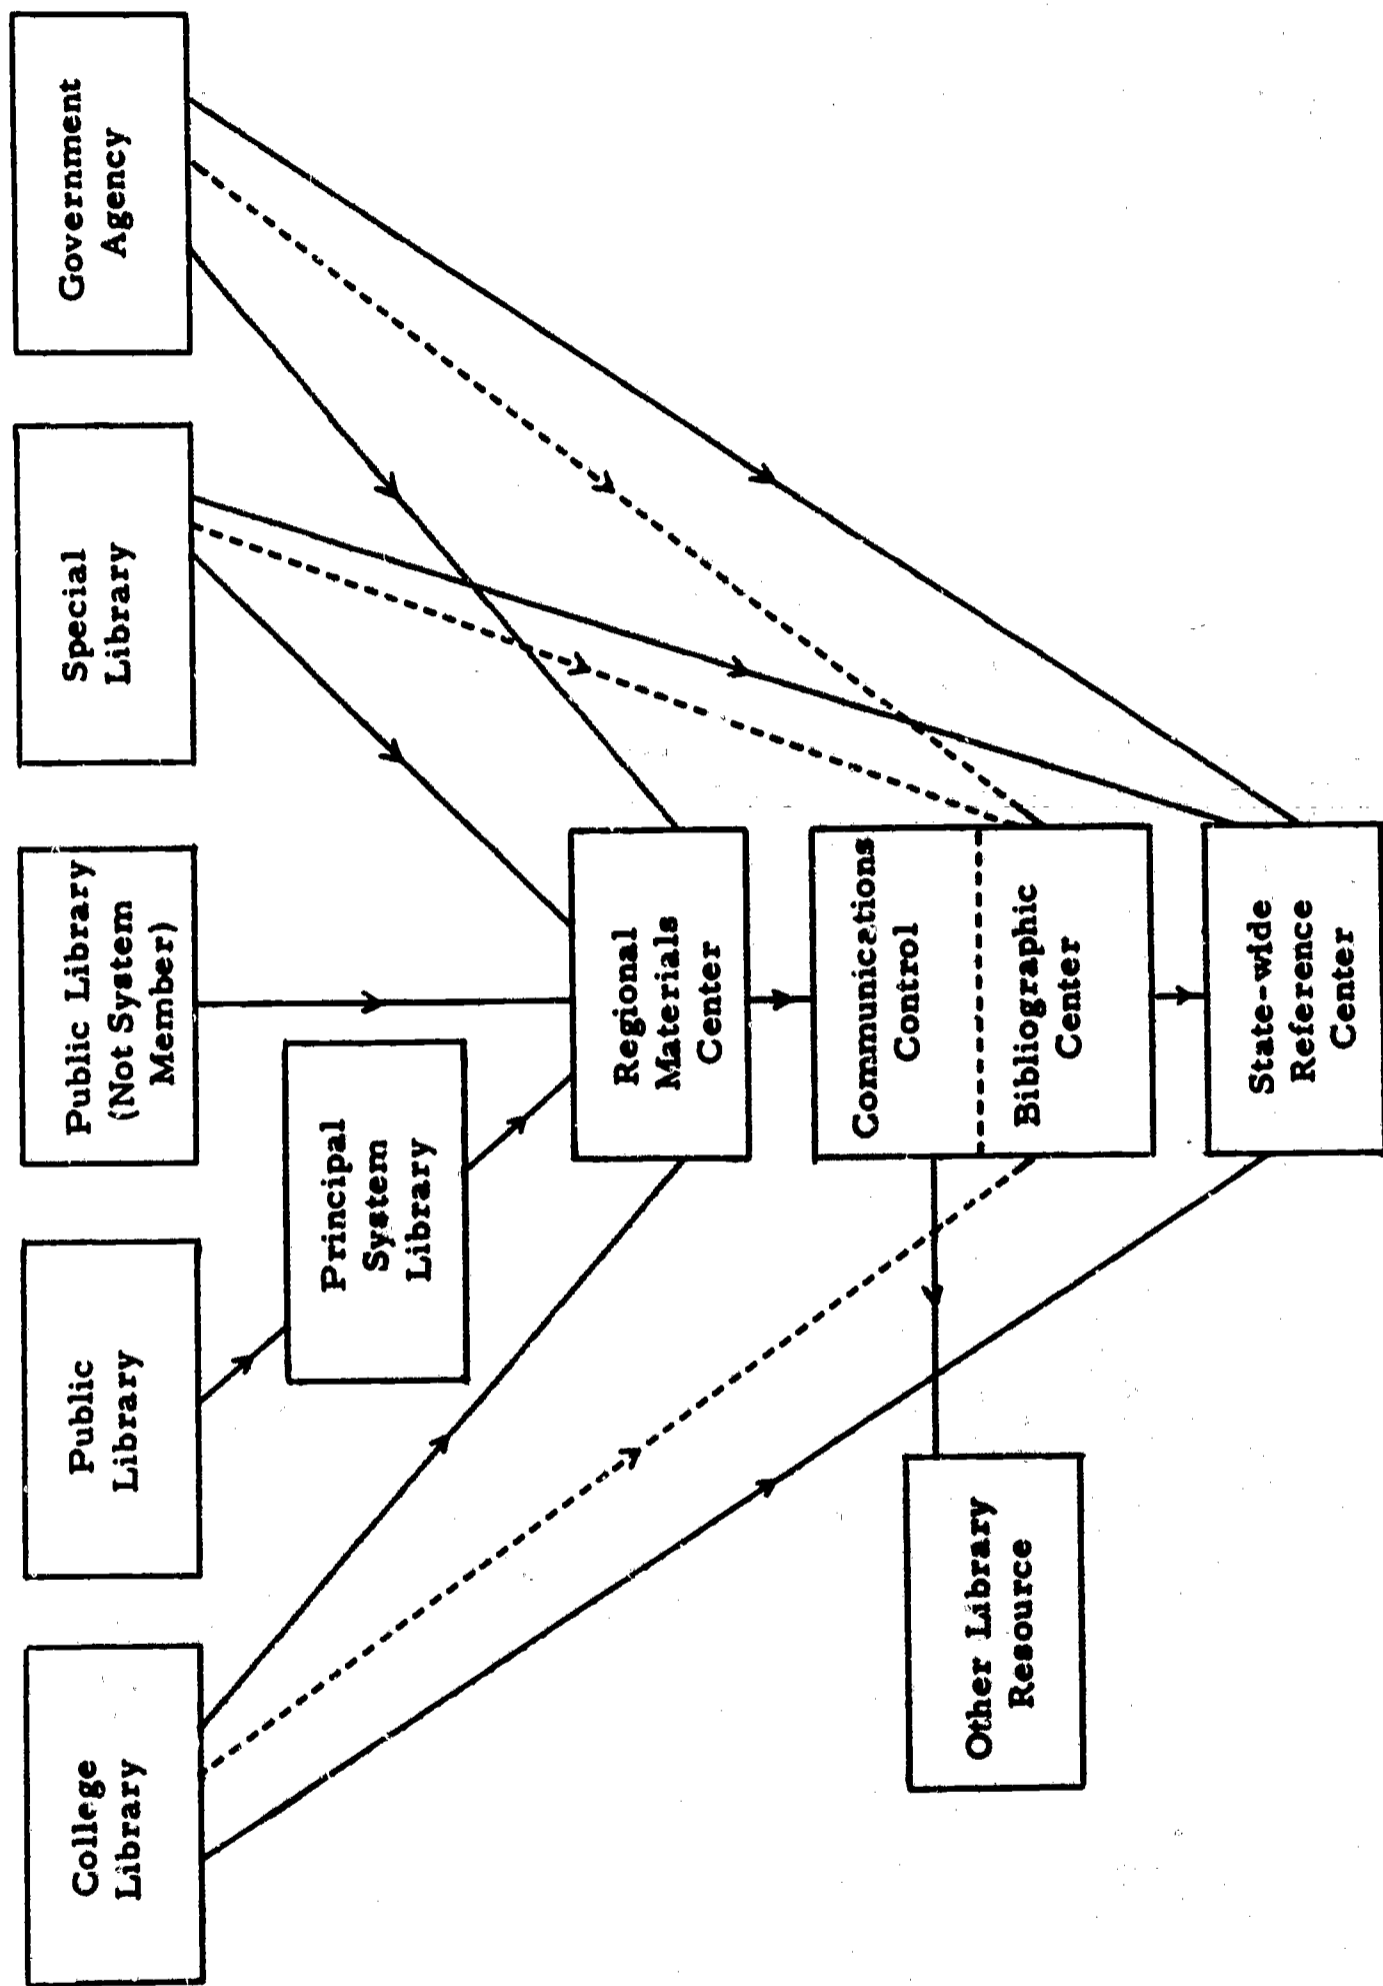 College
Library
Public
Library
Public Library
(Not System
Member)
Special
Library
Government
Agency
Principal
System
Library
Regional
Materials
Center
Communications
Control
Bibliographic
Center
Other Library
Resource
State-wide
Reference
Center